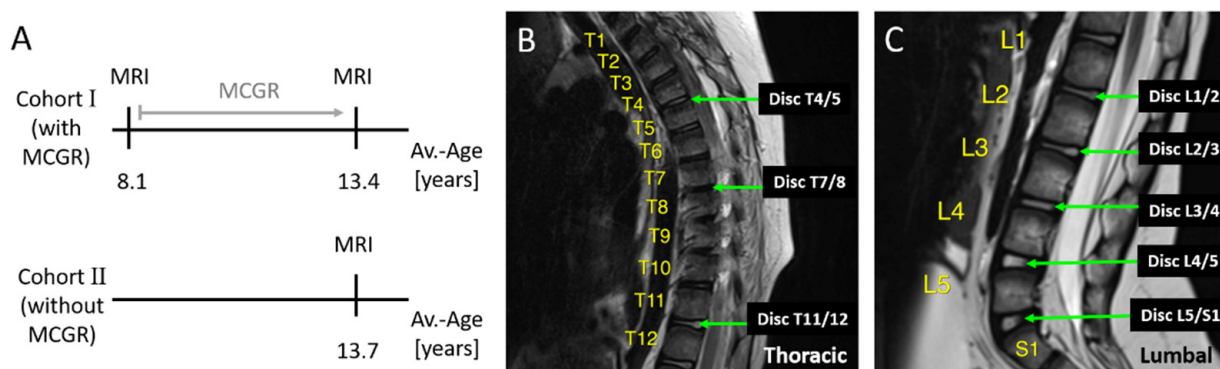 A
MRI
MRI
MCGR
Cohort I
(with
MCGR)
Av.-Age
[years]
8.1
13.4
MRI
Cohort II
(without
MCGR)
Av.-Age
[years]
13.7
B
T1
T2
T3
T4
T5
T6
T7
T8
T9
T10
T11
T12
Disc T4/5
Disc T7/8
Disc T11/12
Thoracic
C
L1
L2
L3
L4
L5
S1
Disc L1/2
Disc L2/3
Disc L3/4
Disc L4/5
Disc L5/S1
Lumbal